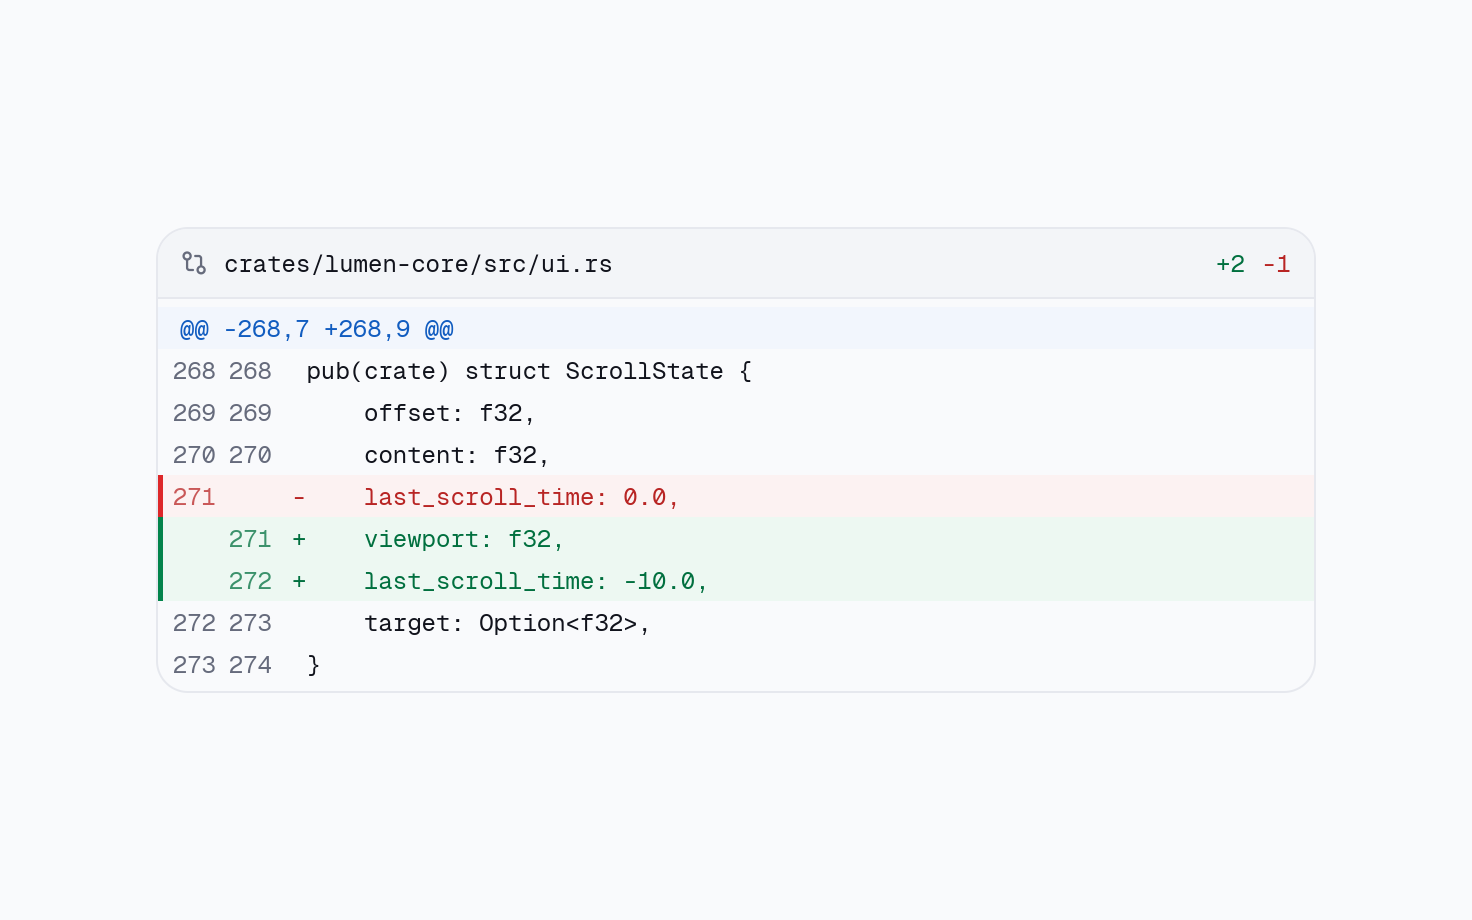 crates/lumen-core/src/ui.rs +2 -1
@@ -268,7 +268,9 @@
268 268 pub(crate) struct ScrollState {
269 269     offset: f32,
270 270     content: f32,
271 -    last_scroll_time: 0.0,
271 +    viewport: f32,
272 +    last_scroll_time: -10.0,
272 273     target: Option<f32>,
273 274 }